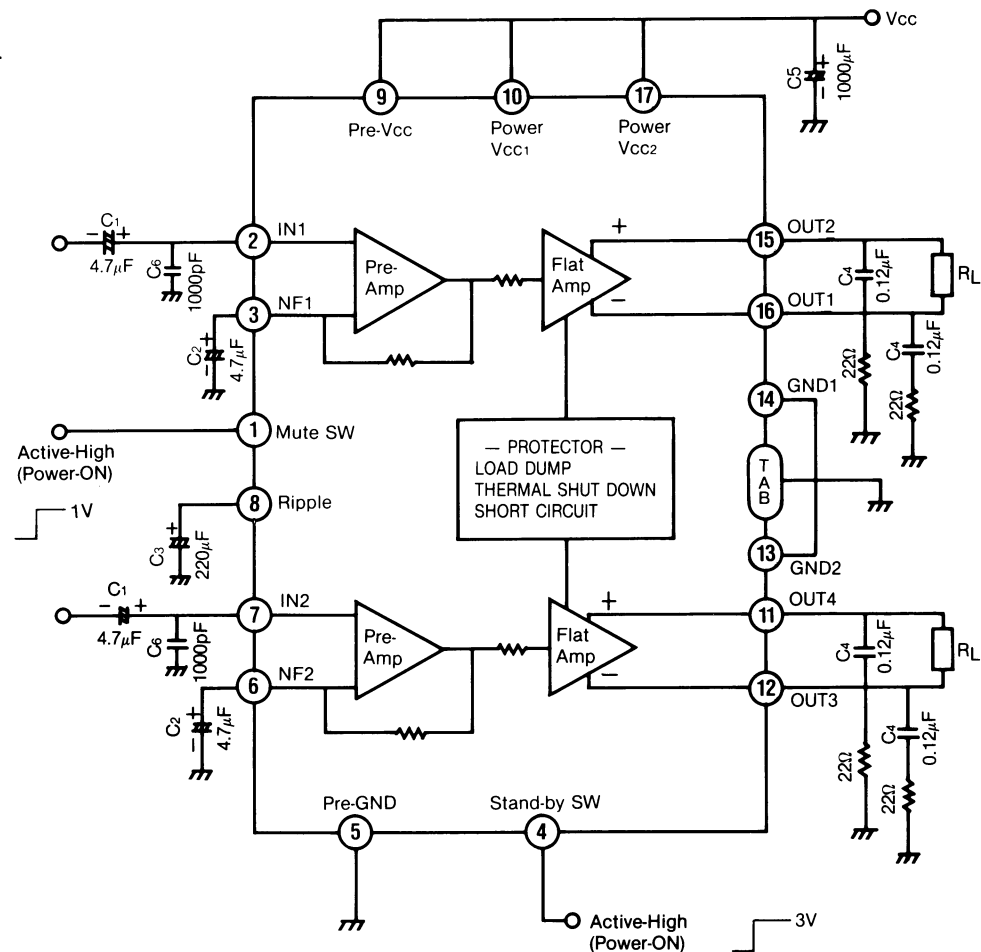 Vcc
C5
+
−
1000μF
9
10
17
Pre-Vcc
Power
Vcc1
Power
Vcc2
C1
− +
4.7μF
C6
1000pF
2
IN1
3
NF1
C2
+
−
4.7μF
Pre-
Amp
Flat
Amp
+
−
15
OUT2
16
OUT1
C4
0.12μF
RL
22Ω
C4
0.12μF
22Ω
1
Mute SW
Active-High
(Power-ON)
1V
8
Ripple
C3
+
220μF
— PROTECTOR —
LOAD DUMP
THERMAL SHUT DOWN
SHORT CIRCUIT
14
GND1
TAB
13
GND2
C1
− +
4.7μF
C6
1000pF
7
IN2
6
NF2
C2
+
−
4.7μF
Pre-
Amp
Flat
Amp
+
−
11
OUT4
12
OUT3
C4
0.12μF
RL
22Ω
C4
0.12μF
22Ω
Pre-GND
5
Stand-by SW
4
Active-High
(Power-ON)
3V